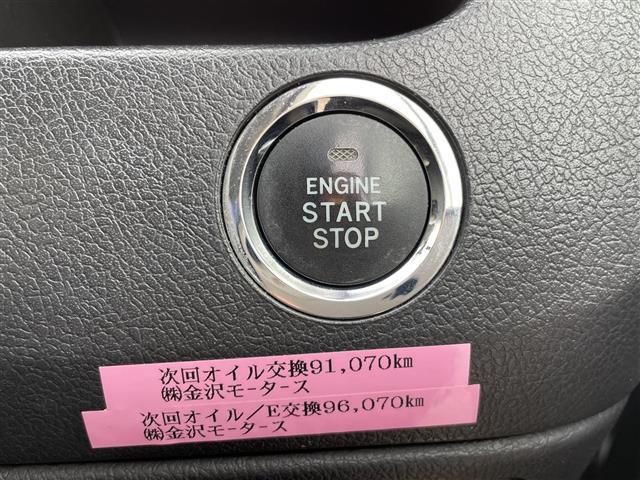 ENGINE
START
STOP
次回オイル交換91,070km
㈱金沢モータース
次回オイル/E交換96,070km
㈱金沢モータース